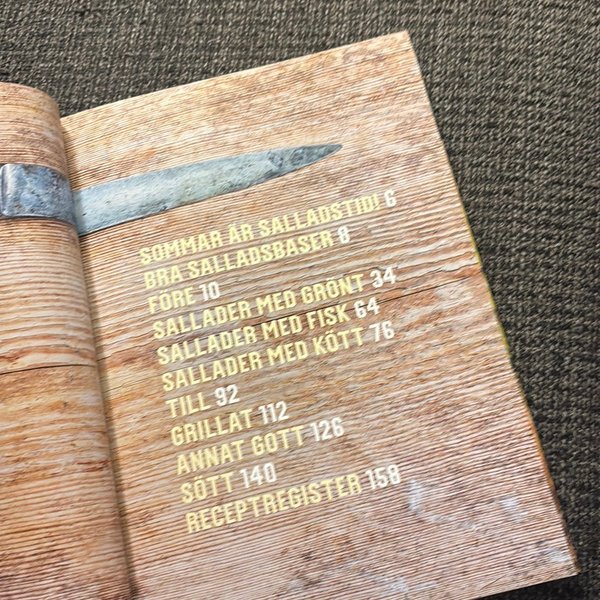 SOMMAR ÄR SALLADSTID! 6
BRA SALLADSBASER 8
FÖRE 10
SALLADER MED GRÖNT 34
SALLADER MED FISK 64
SALLADER MED KÖTT 76
TILL 92
GRILLAT 112
ANNAT GOTT 126
SÖTT 140
RECEPTREGISTER 158